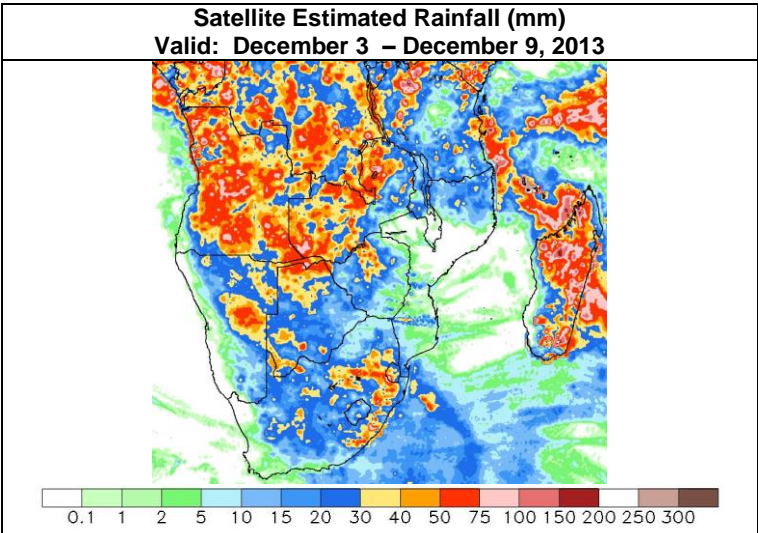 Satellite Estimated Rainfall (mm)
Valid: December 3 – December 9, 2013
0.1 1 2 5 10 15 20 30 40 50 75 100 150 200 250 300